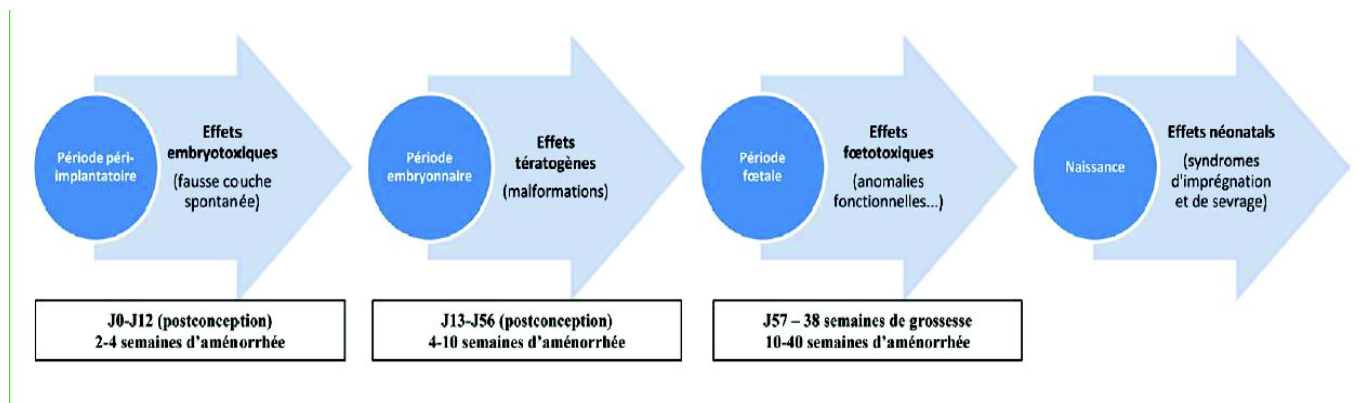 Période péri-
implantatoire
Effets
embryotoxiques
(fausse couche
spontanée)
J0-J12 (postconception)
2-4 semaines d’aménorrhée
Période
embryonnaire
Effets
tératogènes
(malformations)
J13-J56 (postconception)
4-10 semaines d’aménorrhée
Période
fœtale
Effets
fœtotoxiques
(anomalies
fonctionnelles...)
J57 – 38 semaines de grossesse
10-40 semaines d’aménorrhée
Naissance
Effets néonatals
(syndromes
d'imprégnation
et de sevrage)